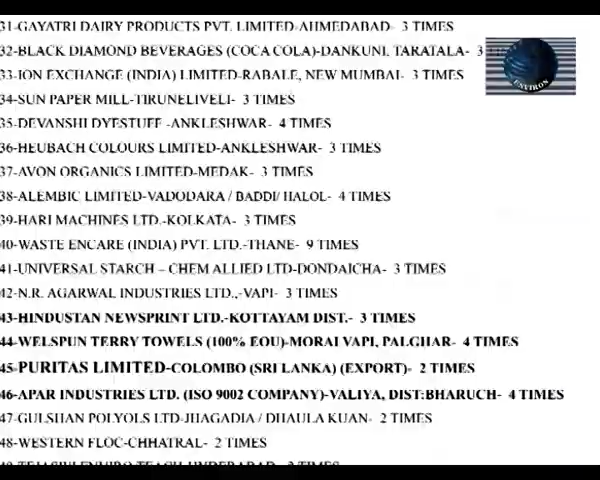 31-GAYATRI DAIRY PRODUCTS PVT. LIMITED-AHMEDABAD- 3 TIMES
32-BLACK DIAMOND BEVERAGES (COCA COLA)-DANKUNI, TARATALA- 3
33-ION EXCHANGE (INDIA) LIMITED-RABALE, NEW MUMBAI- 3 TIMES
34-SUN PAPER MILL-TIRUNELIVELI- 3 TIMES
35-DEVANSHI DYESTUFF -ANKLESHWAR- 4 TIMES
36-HEUBACH COLOURS LIMITED-ANKLESHWAR- 3 TIMES
37-AVON ORGANICS LIMITED-MEDAK- 3 TIMES
38-ALEMBIC LIMITED-VADODARA / BADDI/ HALOL- 4 TIMES
39-HARI MACHINES LTD.-KOLKATA- 3 TIMES
40-WASTE ENCARE (INDIA) PVT. LTD.-THANE- 9 TIMES
41-UNIVERSAL STARCH – CHEM ALLIED LTD-DONDAICHA- 3 TIMES
42-N.R. AGARWAL INDUSTRIES LTD.,-VAPI- 3 TIMES
43-HINDUSTAN NEWSPRINT LTD.-KOTTAYAM DIST.- 3 TIMES
44-WELSPUN TERRY TOWELS (100% EOU)-MORAI VAPI, PALGHAR- 4 TIMES
45-PURITAS LIMITED-COLOMBO (SRI LANKA) (EXPORT)- 2 TIMES
46-APAR INDUSTRIES LTD. (ISO 9002 COMPANY)-VALIYA, DIST:BHARUCH- 4 TIMES
47-GULSHAN POLYOLS LTD-JHAGADIA / DHAULA KUAN- 2 TIMES
48-WESTERN FLOC-CHHATRAL- 2 TIMES
ENVIRON